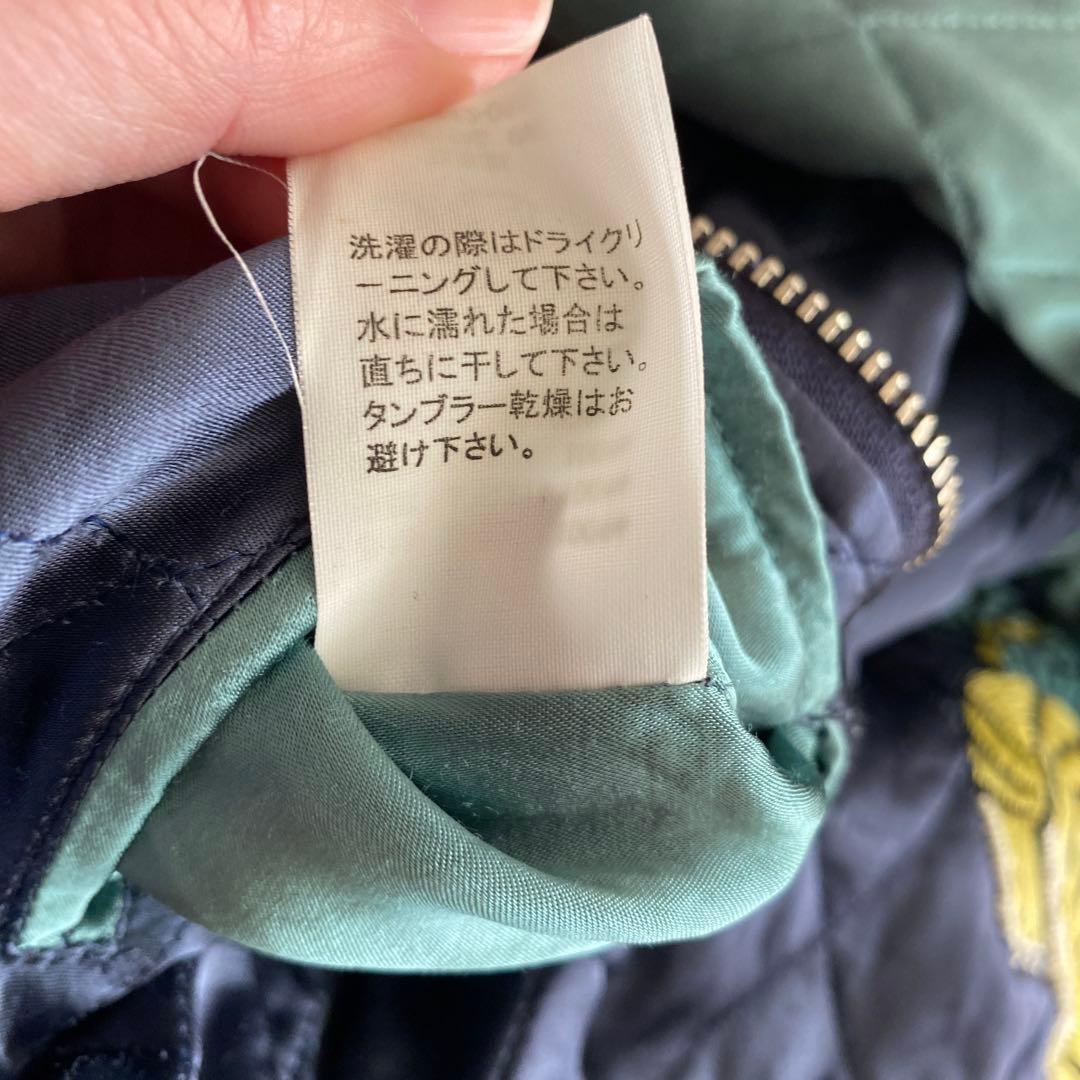 洗濯の際はドライクリ
ーニングして下さい。
水に濡れた場合は
直ちに干して下さい。
タンブラー乾燥はお
避け下さい。